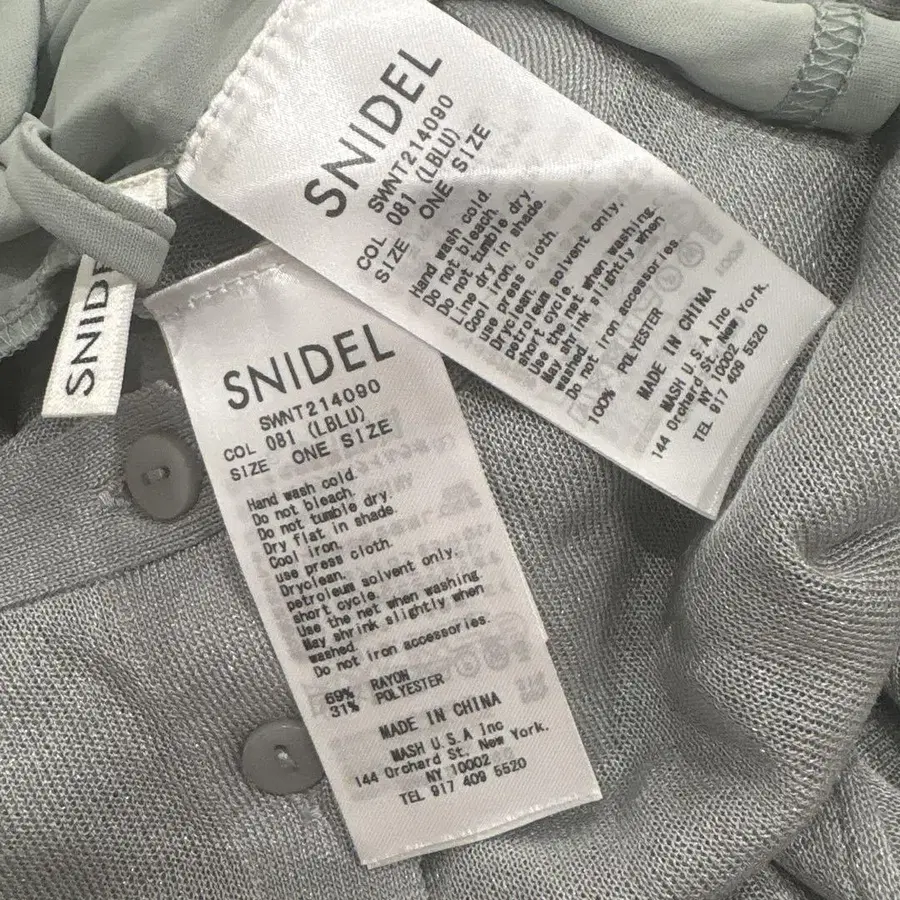 SNIDEL
SWNT214090
COL 081 (LBLU)
SIZE ONE SIZE
Hand wash cold.
Do not bleach.
Do not tumble dry.
Line dry in shade.
Cool iron.
use press cloth.
Dryclean.
petroleum solvent only.
short cycle.
Use the net when washing.
May shrink slightly when
washed.
Do not iron accessories.
100% POLYESTER
MADE IN CHINA
MASH U.S.A Inc
144 Orchard St. New York.
NY 10002
TEL 917 409 5520
SNIDE
SNIDEL
SWNT214090
COL 081 (LBLU)
SIZE ONE SIZE
Hand wash cold.
Do not bleach.
Do not tumble dry.
Dry flat in shade.
Cool iron.
use press cloth.
Dryclean.
petroleum solvent only.
short cycle.
Use the net when washing.
May shrink slightly when
washed.
Do not iron accessories.
69% RAYON
31% POLYESTER
MADE IN CHINA
MASH U.S.A Inc
144 Orchard St. New York.
NY 10002
TEL 917 409 5520